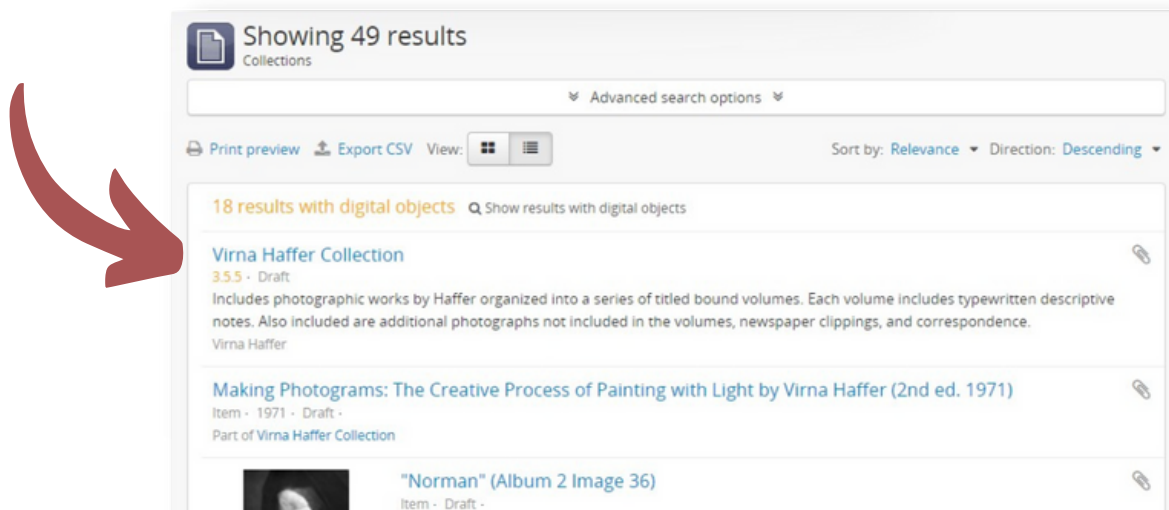 Showing 49 results
Collections
Advanced search options
Print preview Export CSV View: Sort by: Relevance Direction: Descending
18 results with digital objects Show results with digital objects
Virna Haffer Collection
3.5.5 · Draft
Includes photographic works by Haffer organized into a series of titled bound volumes. Each volume includes typewritten descriptive
notes. Also included are additional photographs not included in the volumes, newspaper clippings, and correspondence.
Virna Haffer
Making Photograms: The Creative Process of Painting with Light by Virna Haffer (2nd ed. 1971)
Item · 1971 · Draft ·
Part of Virna Haffer Collection
"Norman" (Album 2 Image 36)
Item · Draft ·